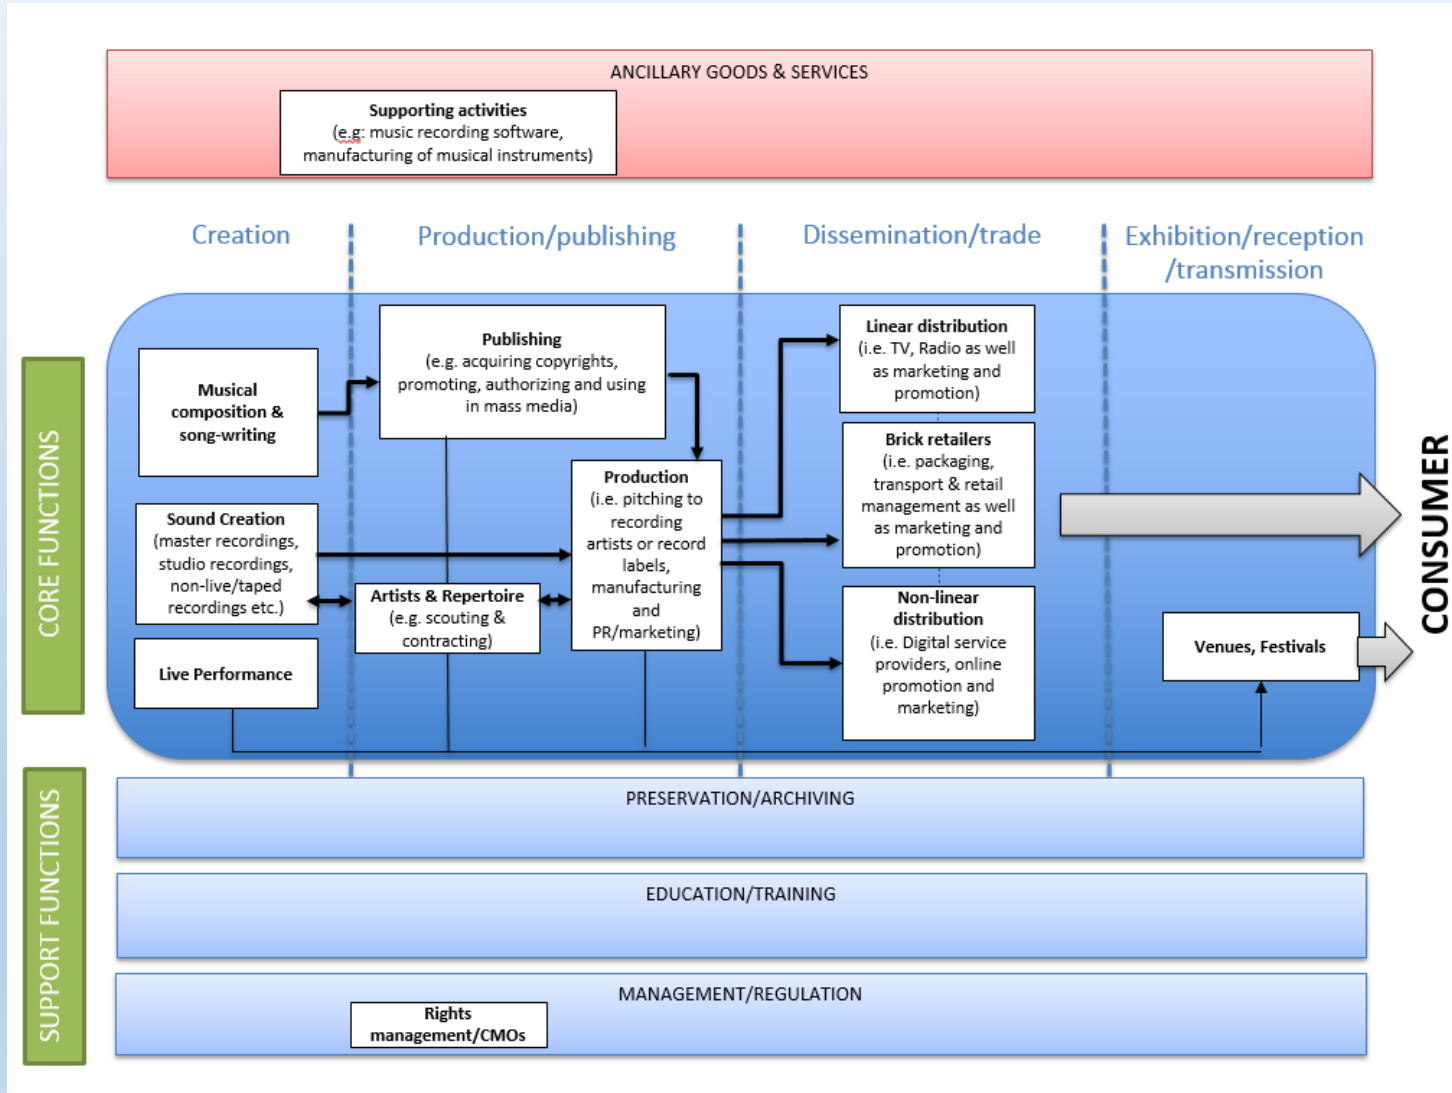 ANCILLARY GOODS & SERVICES
Supporting activities
(e.g: music recording software,
manufacturing of musical instruments)
Creation
Production/publishing
Dissemination/trade
Exhibition/reception
/transmission
CORE FUNCTIONS
Musical
composition &
song-writing
Sound Creation
(master recordings,
studio recordings,
non-live/taped
recordings etc.)
Live Performance
Publishing
(e.g. acquiring copyrights,
promoting, authorizing and using
in mass media)
Artists & Repertoire
(e.g. scouting &
contracting)
Production
(i.e. pitching to
recording
artists or record
labels,
manufacturing
and
PR/marketing)
Linear distribution
(i.e. TV, Radio as well
as marketing and
promotion)
Brick retailers
(i.e. packaging,
transport & retail
management as well
as marketing and
promotion)
Non-linear
distribution
(i.e. Digital service
providers, online
promotion and
marketing)
Venues, Festivals
CONSUMER
SUPPORT FUNCTIONS
PRESERVATION/ARCHIVING
EDUCATION/TRAINING
MANAGEMENT/REGULATION
Rights
management/CMOs